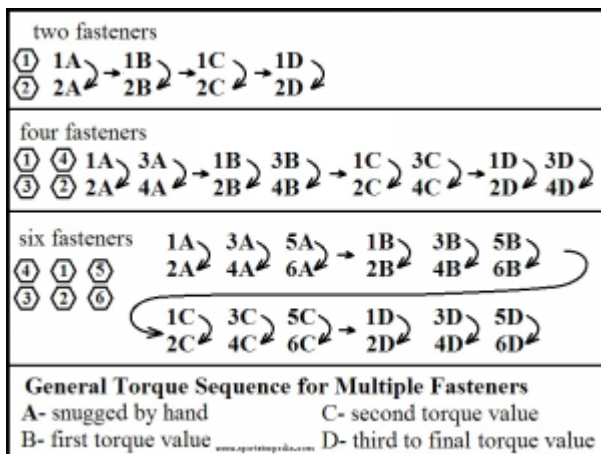 two fasteners
1 1A 1B 1C 1D
2 2A 2B 2C 2D
four fasteners
1 4 1A 3A 1B 3B 1C 3C 1D 3D
3 2 2A 4A 2B 4B 2C 4C 2D 4D
six fasteners
1A 3A 5A 1B 3B 5B
2A 4A 6A 2B 4B 6B
4 1 5
3 2 6
1C 3C 5C 1D 3D 5D
2C 4C 6C 2D 4D 6D
General Torque Sequence for Multiple Fasteners
A- snugged by hand C- second torque value
B- first torque value D- third to final torque value